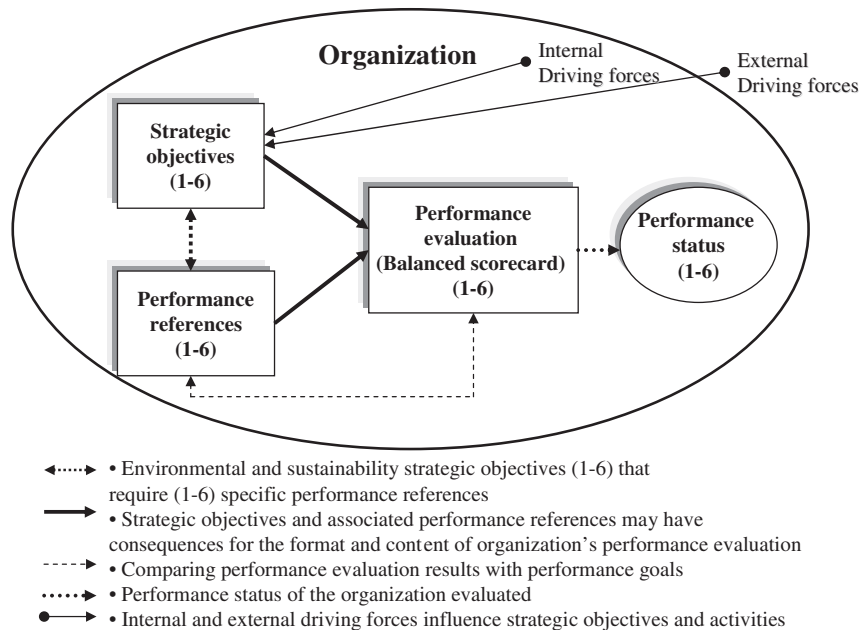 Organization
Internal
Driving forces
External
Driving forces
Strategic
objectives
(1-6)
Performance
evaluation
(Balanced scorecard)
(1-6)
Performance
status
(1-6)
Performance
references
(1-6)
• Environmental and sustainability strategic objectives (1-6) that
require (1-6) specific performance references
• Strategic objectives and associated performance references may have
consequences for the format and content of organization's performance evaluation
• Comparing performance evaluation results with performance goals
• Performance status of the organization evaluated
• Internal and external driving forces influence strategic objectives and activities